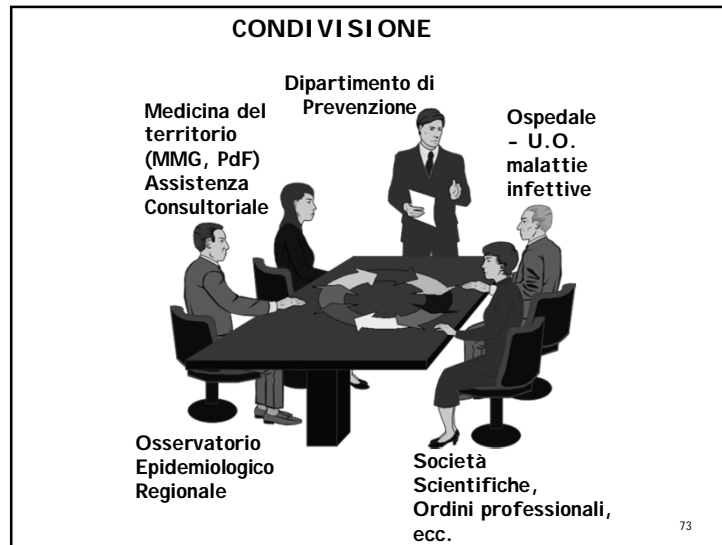 CONDIVISIONE
Dipartimento di
Prevenzione
Medicina del
territorio
(MMG, PdF)
Assistenza
Consultoriale
Ospedale
- U.O.
malattie
infettive
Osservatorio
Epidemiologico
Regionale
Società
Scientifiche,
Ordini professionali,
ecc.
73